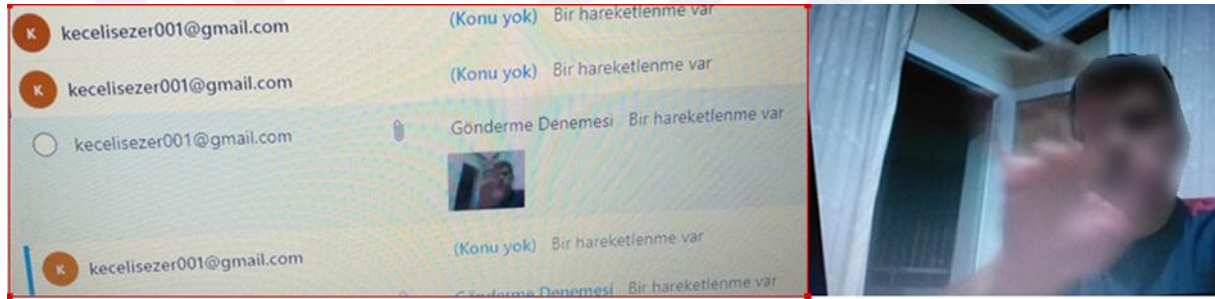 K kecelisezer001@gmail.com (Konu yok) Bir hareketlenme var
K kecelisezer001@gmail.com (Konu yok) Bir hareketlenme var
kecelisezer001@gmail.com Gönderme Denemesi Bir hareketlenme var
K kecelisezer001@gmail.com (Konu yok) Bir hareketlenme var
Gönderme Denemesi Bir hareketlenme var